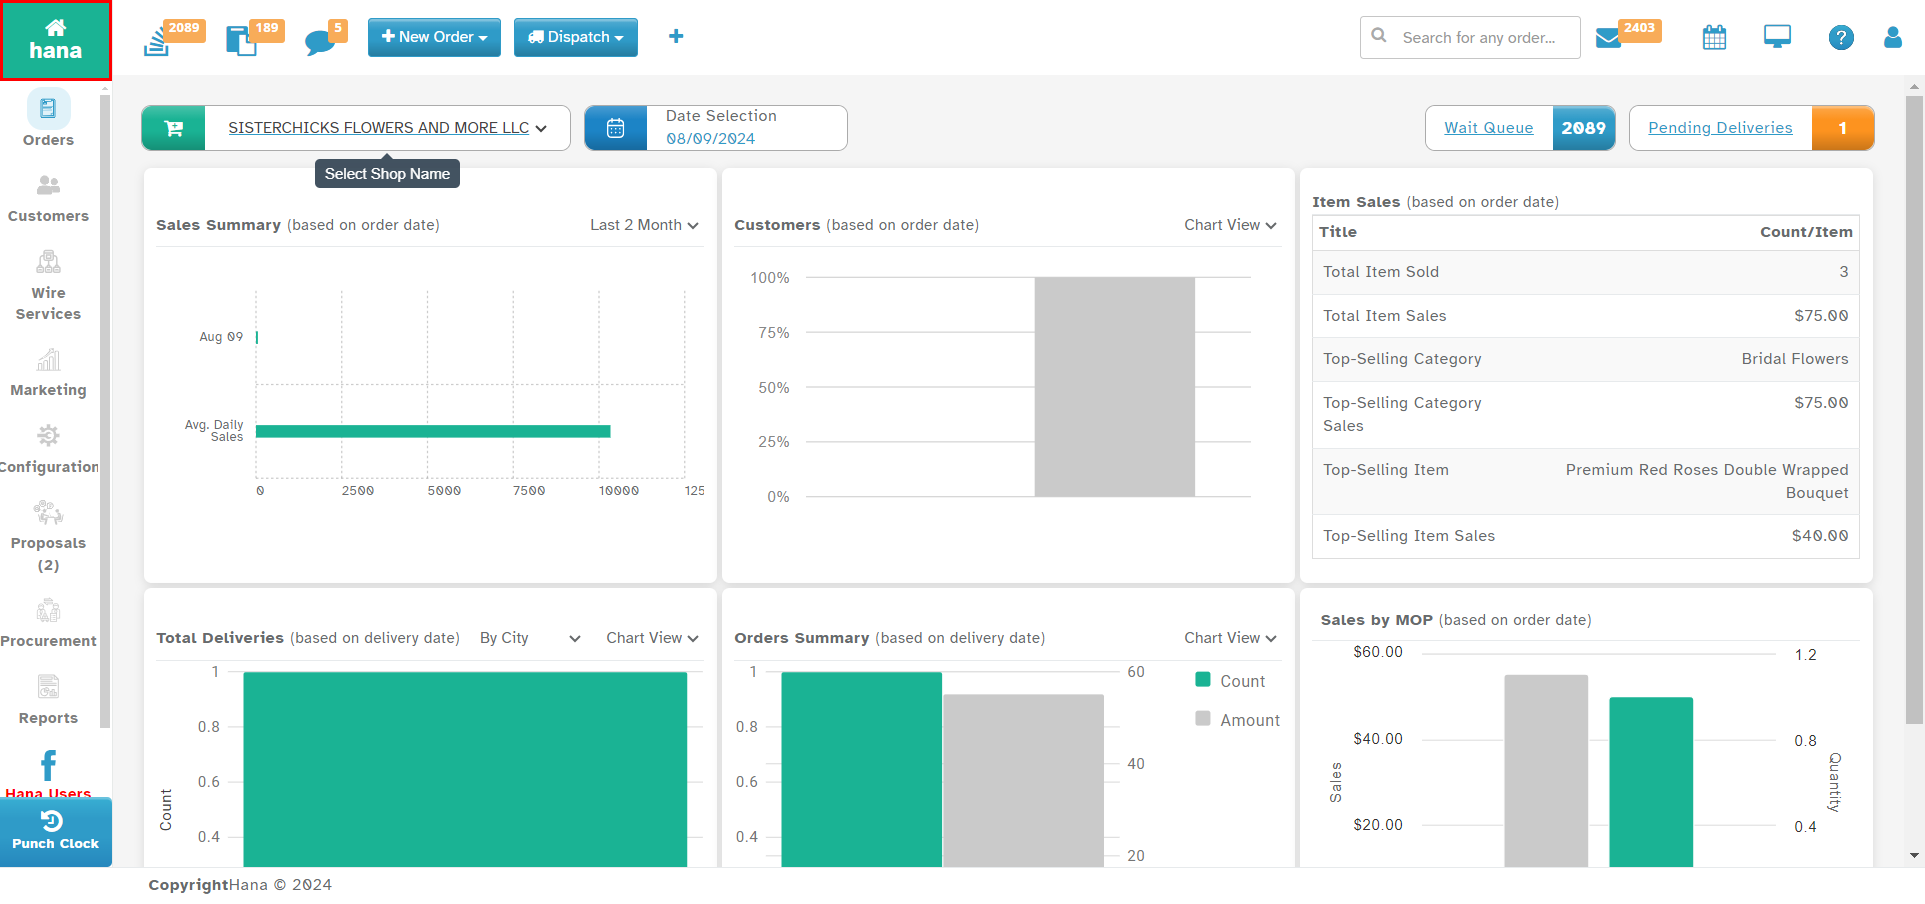 hana
2089
189
5
New Order
Dispatch
Search for any order...
2403
?
Orders
Customers
Wire
Services
Marketing
Configuration
Proposals
(2)
Procurement
Reports
Hana Users
Punch Clock
SISTERCHICKS FLOWERS AND MORE LLC
Select Shop Name
Date Selection
08/09/2024
Wait Queue
2089
Pending Deliveries
1
Sales Summary (based on order date)
Last 2 Month
Aug 09
Avg. Daily
Sales
0
2500
5000
7500
10000
125
Customers (based on order date)
Chart View
100%
75%
50%
25%
0%
Item Sales (based on order date)
Title Count/Item
Total Item Sold 3
Total Item Sales $75.00
Top-Selling Category Bridal Flowers
Top-Selling Category $75.00
Sales
Top-Selling Item Premium Red Roses Double Wrapped
Bouquet
Top-Selling Item Sales $40.00
Total Deliveries (based on delivery date)
By City
Chart View
1
0.8
0.6
0.4
Count
Orders Summary (based on delivery date)
Chart View
1
0.8
0.6
0.4
60
40
20
Count
Amount
Sales by MOP (based on order date)
$60.00
$40.00
$20.00
Sales
1.2
0.8
0.4
Quantity
CopyrightHana © 2024